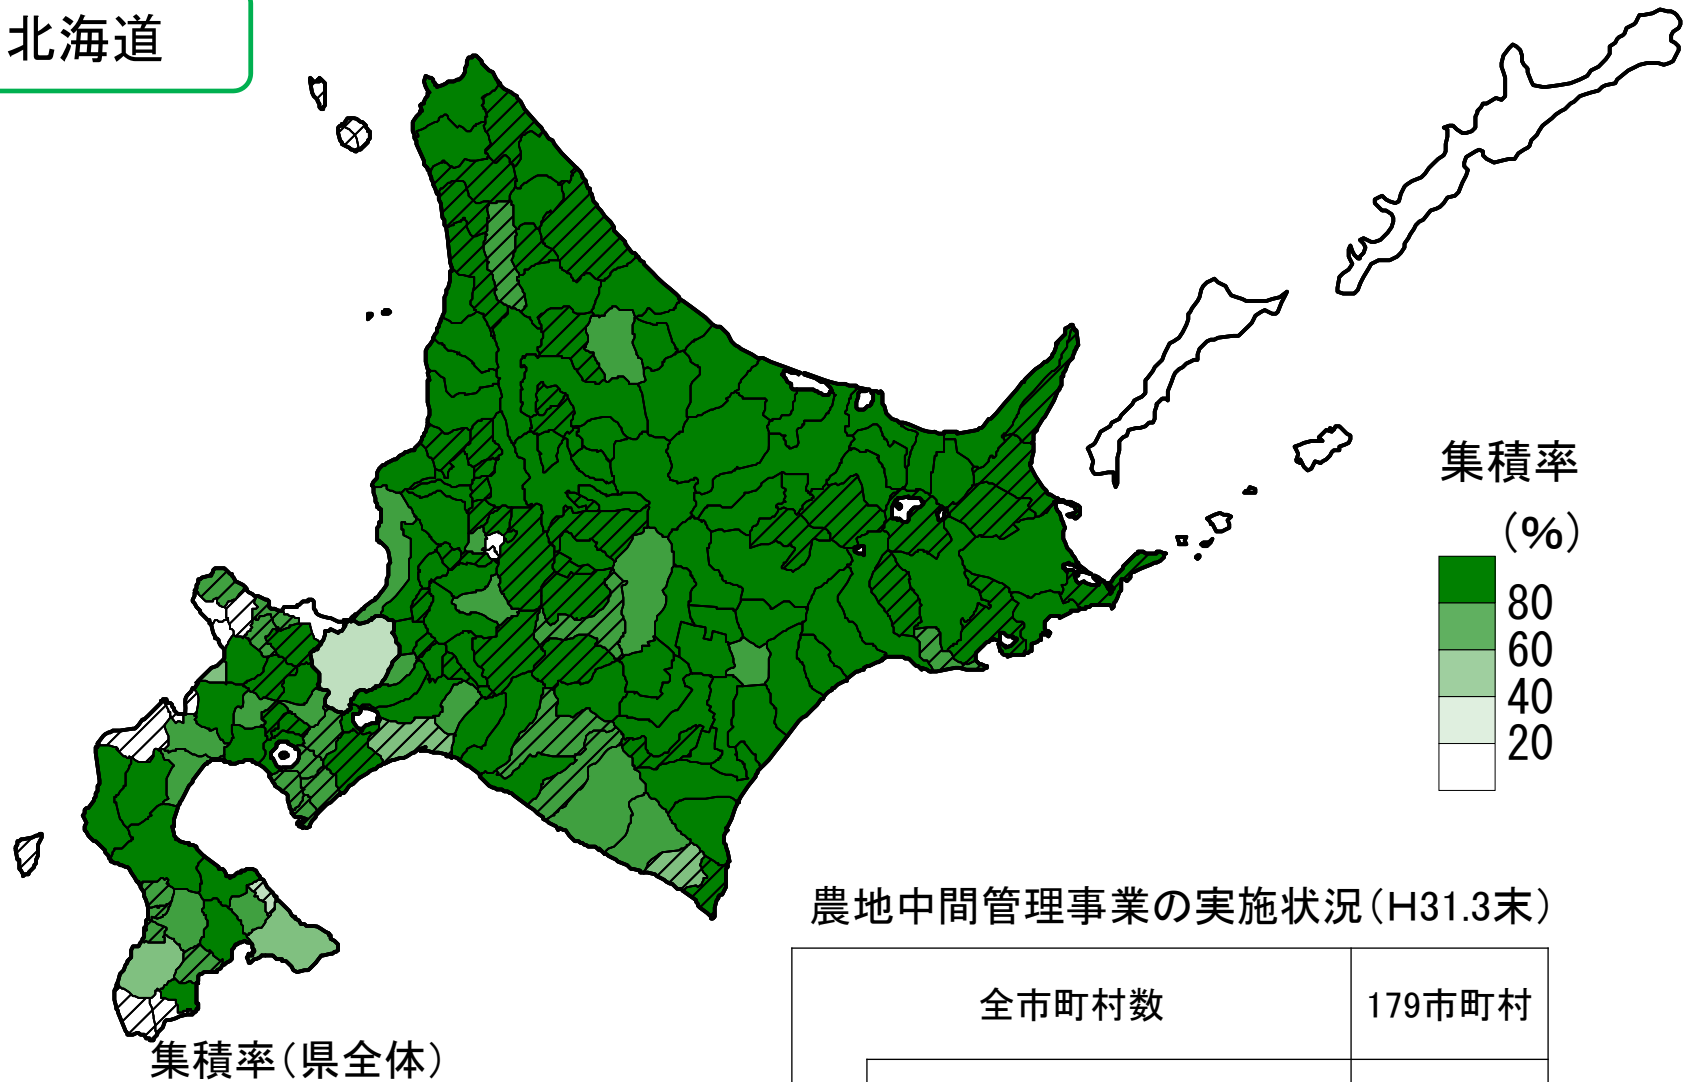 北海道
集積率
(%)
80
60
40
20
農地中間管理事業の実施状況(H31.3末)
全市町村数 179市町村
集積率(県全体)